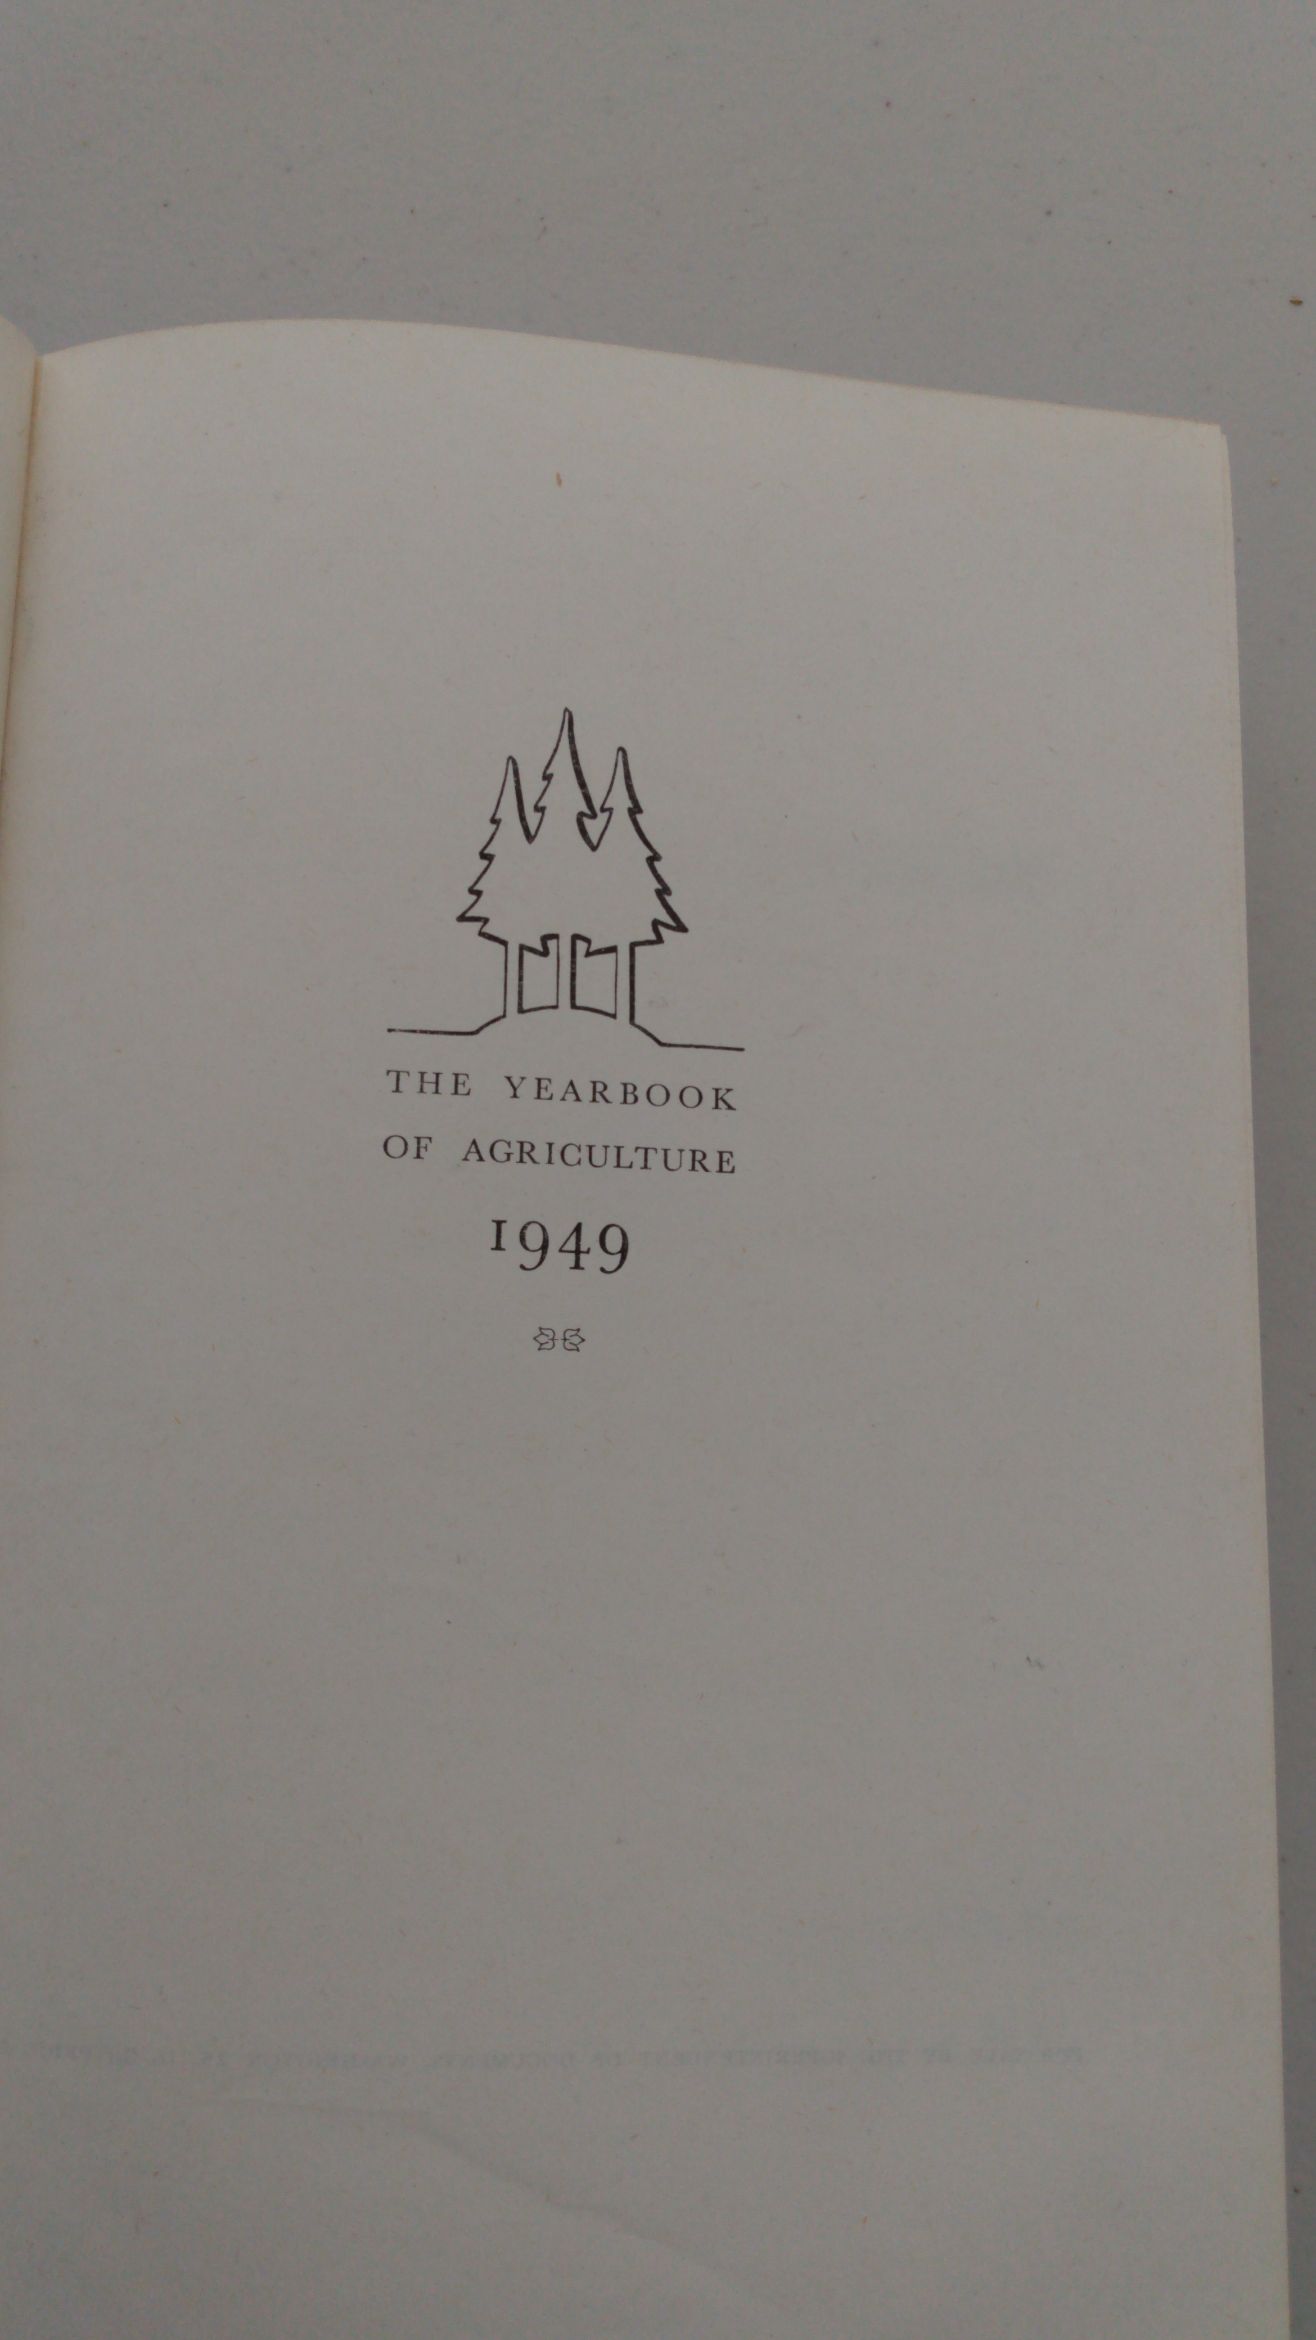 THE YEARBOOK
OF AGRICULTURE
1949